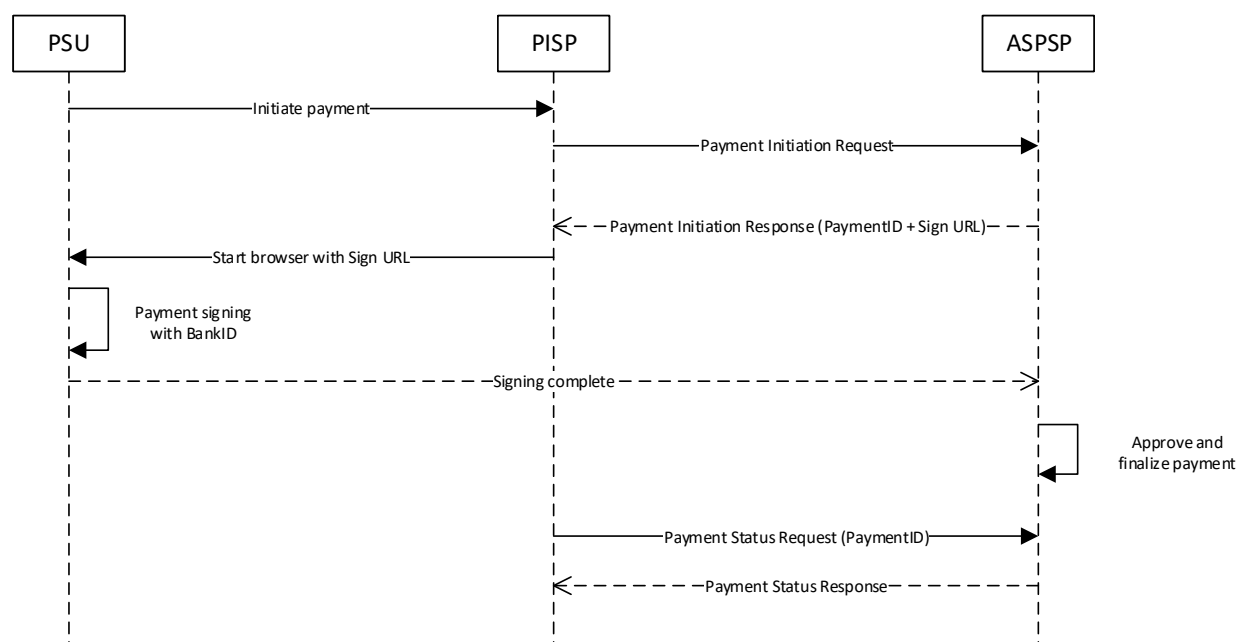 PSU
PISP
ASPSP
Initiate payment
Payment Initiation Request
Payment Initiation Response (PaymentID + Sign URL)
Start browser with Sign URL
Payment signing
with BankID
Signing complete
Approve and
finalize payment
Payment Status Request (PaymentID)
Payment Status Response